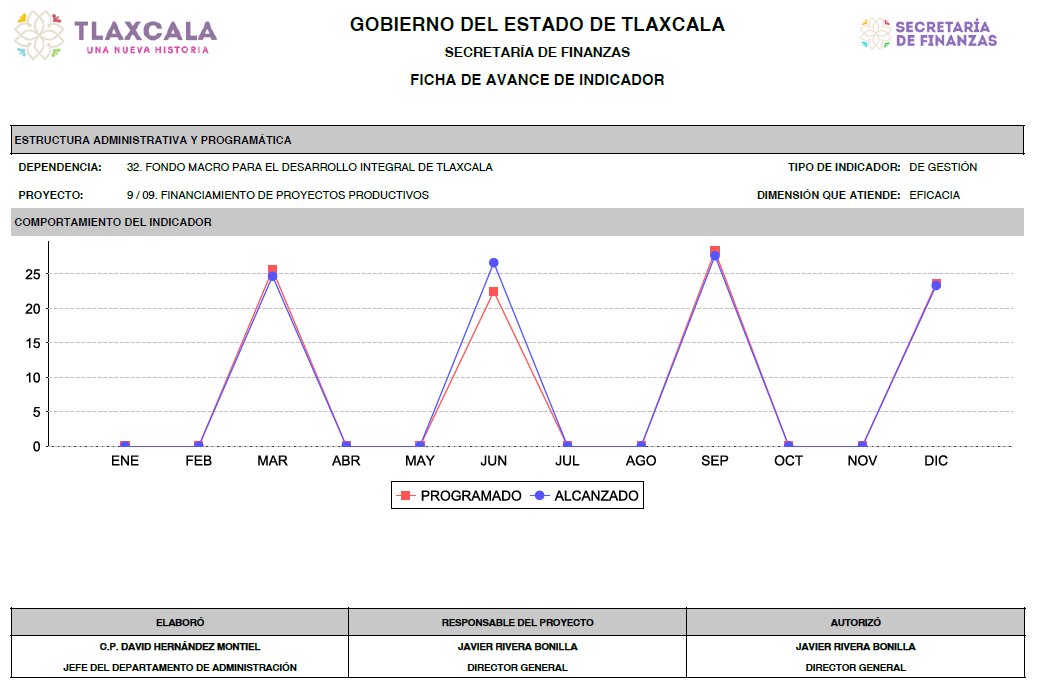 TLAXCALA
UNA NUEVA HISTORIA
GOBIERNO DEL ESTADO DE TLAXCALA
SECRETARÍA DE FINANZAS
FICHA DE AVANCE DE INDICADOR
SECRETARÍA
DE FINANZAS
ESTRUCTURA ADMINISTRATIVA Y PROGRAMÁTICA
DEPENDENCIA: 32. FONDO MACRO PARA EL DESARROLLO INTEGRAL DE TLAXCALA TIPO DE INDICADOR: DE GESTIÓN
PROYECTO: 9 / 09. FINANCIAMIENTO DE PROYECTOS PRODUCTIVOS DIMENSIÓN QUE ATIENDE: EFICACIA
COMPORTAMIENTO DEL INDICADOR
25
20
15
10
5
0
ENE FEB MAR ABR MAY JUN JUL AGO SEP OCT NOV DIC
PROGRAMADO ALCANZADO
ELABORÓ RESPONSABLE DEL PROYECTO AUTORIZÓ
C.P. DAVID HERNÁNDEZ MONTIEL JAVIER RIVERA BONILLA JAVIER RIVERA BONILLA
JEFE DEL DEPARTAMENTO DE ADMINISTRACIÓN DIRECTOR GENERAL DIRECTOR GENERAL